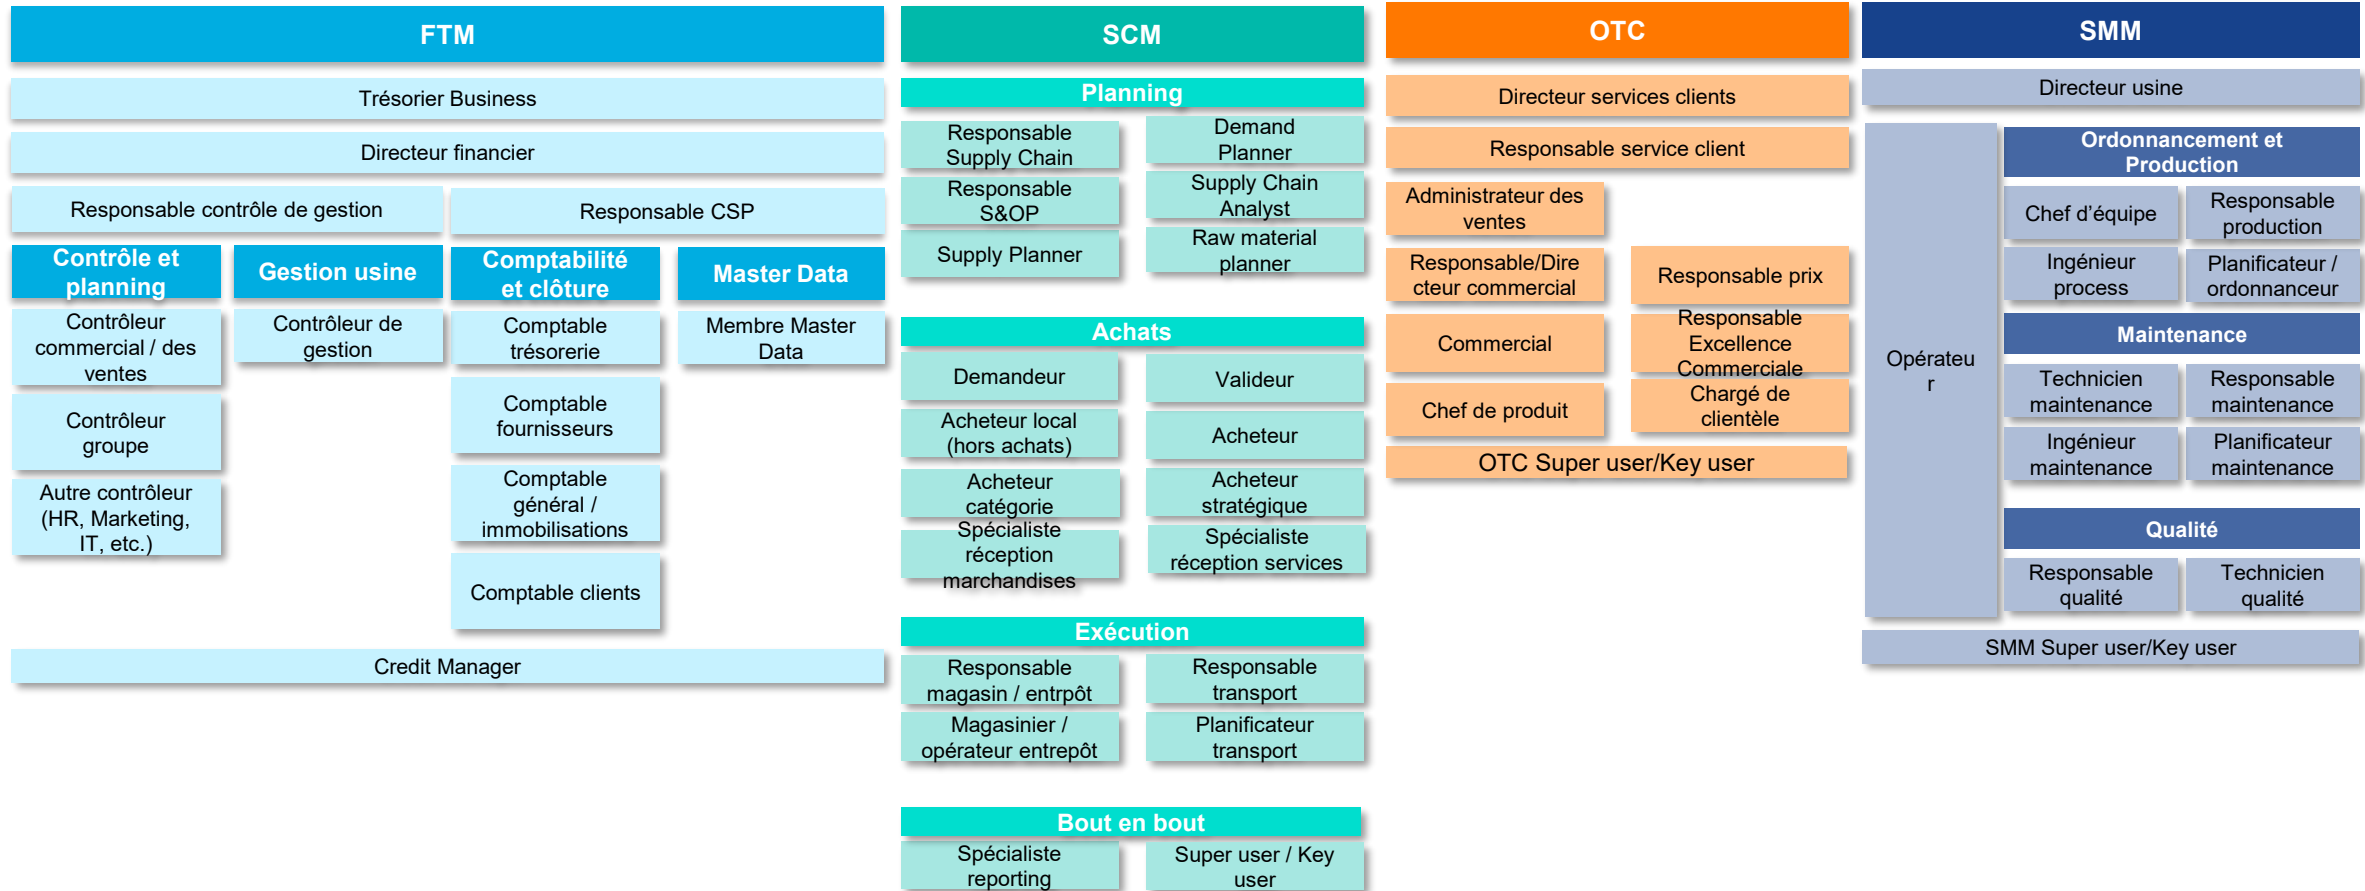 FTM
Trésorier Business
Directeur financier
Responsable contrôle de gestion
Responsable CSP
Contrôle et
planning
Contrôleur
commercial / des
ventes
Contrôleur
groupe
Autre contrôleur
(HR, Marketing,
IT, etc.)
Gestion usine
Contrôleur de
gestion
Comptabilité
et clôture
Comptable
trésorerie
Comptable
fournisseurs
Comptable
général /
immobilisations
Comptable clients
Master Data
Membre Master
Data
Credit Manager
SCM
Planning
Responsable
Supply Chain
Demand
Planner
Responsable
S&OP
Supply Chain
Analyst
Supply Planner
Raw material
planner
Achats
Demandeur
Valideur
Acheteur local
(hors achats)
Acheteur
Acheteur
catégorie
Acheteur
stratégique
Spécialiste
réception
marchandises
Spécialiste
réception services
Exécution
Responsable
magasin / entrpôt
Responsable
transport
Magasinier /
opérateur entrepôt
Planificateur
transport
Bout en bout
Spécialiste
reporting
Super user / Key
user
OTC
Directeur services clients
Responsable service client
Administrateur des
ventes
Responsable/Dire
cteur commercial
Responsable prix
Commercial
Responsable
Excellence
Commerciale
Chef de produit
Chargé de
clientèle
OTC Super user/Key user
SMM
Directeur usine
Opérateu
r
Ordonnancement et
Production
Chef d'équipe
Responsable
production
Ingénieur
process
Planificateur /
ordonnanceur
Maintenance
Technicien
maintenance
Responsable
maintenance
Ingénieur
maintenance
Planificateur
maintenance
Qualité
Responsable
qualité
Technicien
qualité
SMM Super user/Key user